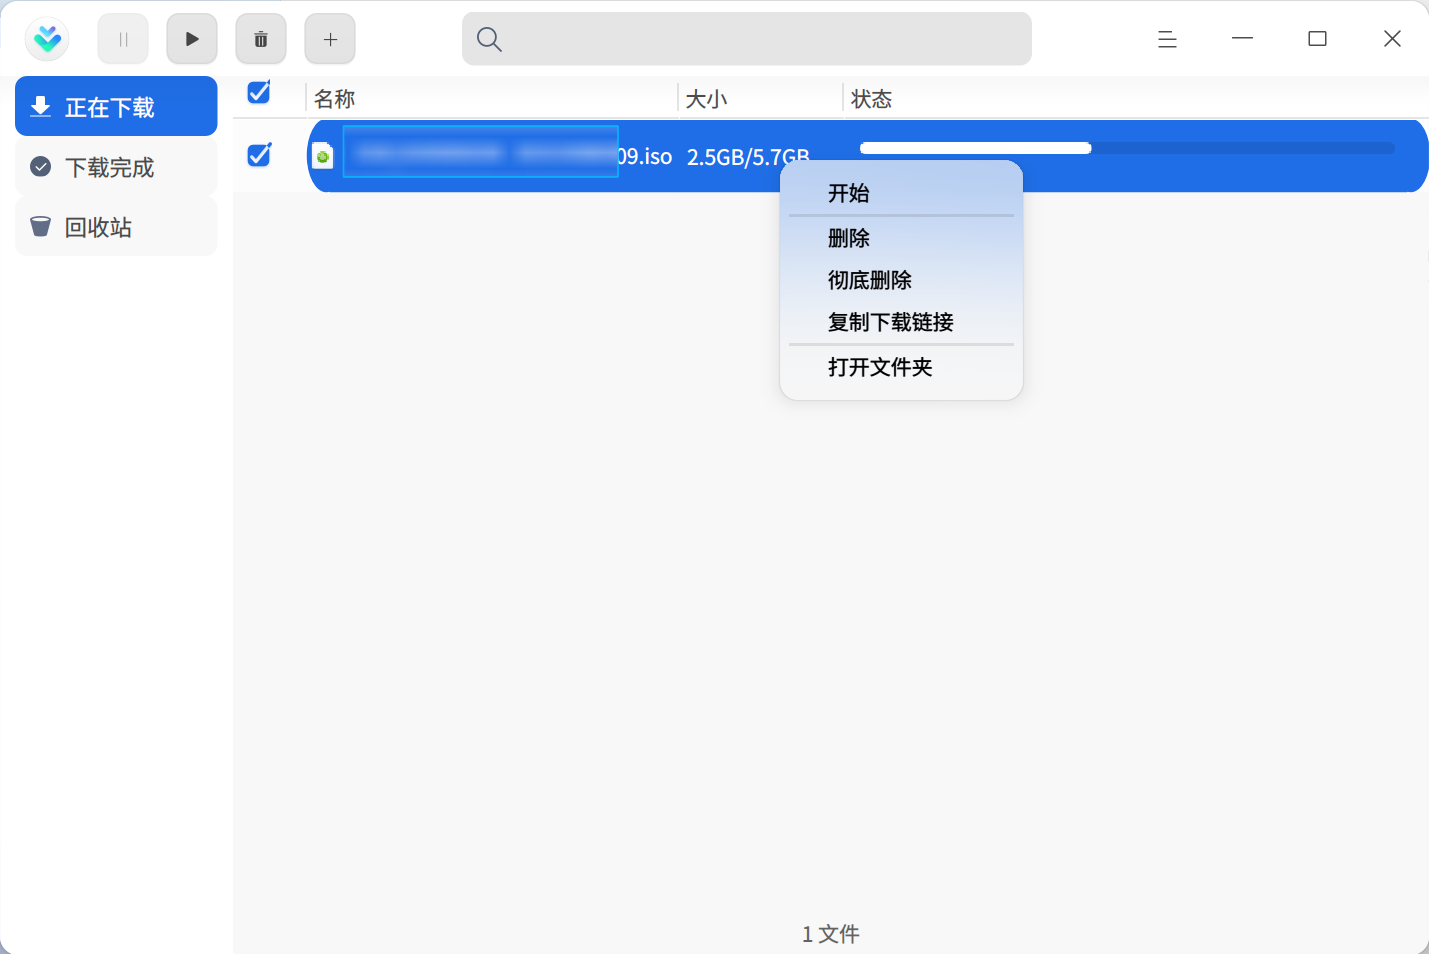 正在下载
下载完成
回收站
名称
大小
状态
09.iso
2.5GB/5.7GB
开始
删除
彻底删除
复制下载链接
打开文件夹
1 文件